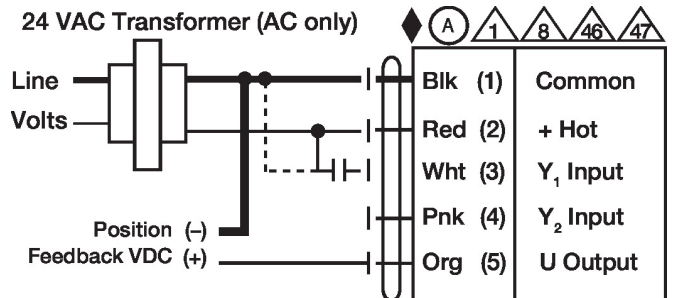 24 VAC Transformer (AC only)
A 1 8 46 47
Line
Volts
Blk (1) Common
Red (2) + Hot
Wht (3) Y₁ Input
Pnk (4) Y₂ Input
Position (–)
Feedback VDC (+)
Org (5) U Output